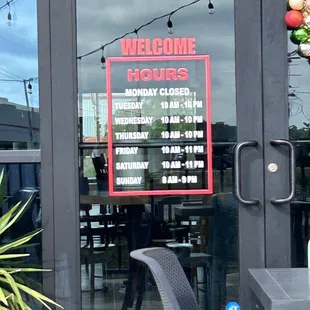 WELCOME
HOURS
MONDAY CLOSED
TUESDAY 10 AM - 10 PM
WEDNESDAY 10 AM - 10 PM
THURSDAY 10 AM - 10 PM
FRIDAY 10 AM - 11 PM
SATURDAY 10 AM - 11 PM
SUNDAY 8 AM - 9 PM